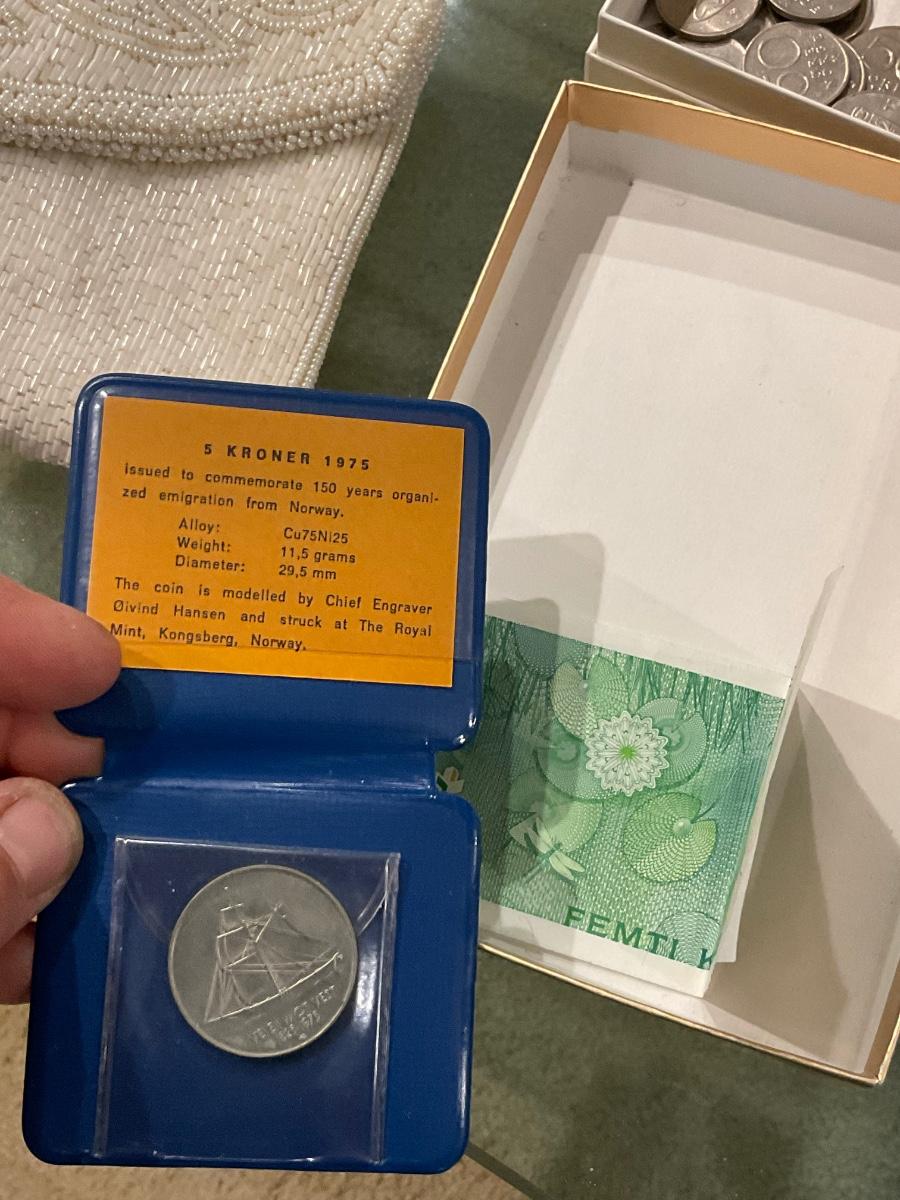 5 KRONER 1975
issued to commemorate 150 years organi-
zed emigration from Norway.
Alloy: Cu75Ni25
Weight: 11,5 grams
Diameter: 29,5 mm
The coin is modelled by Chief Engraver
Øivind Hansen and struck at The Royal
Mint, Kongsberg, Norway.
VEST
FEMTI K